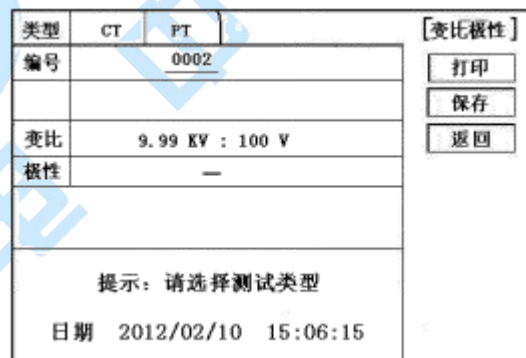 类型 CT PT [变比极性]
编号 0002 打印
保存
变比 9.99 KV : 100 V 返回
极性 —
提示：请选择测试类型
日期 2012/02/10 15:06:15